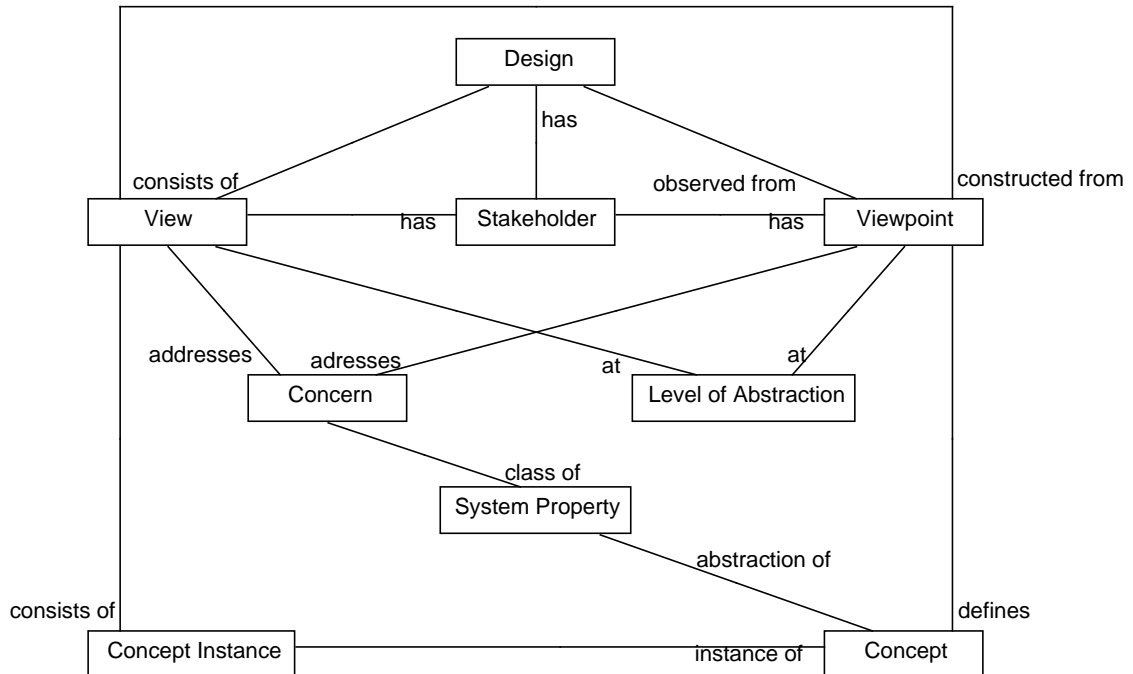 Design
has
consists of
observed from
constructed from
View
has
Stakeholder
has
Viewpoint
addresses
adresses
at
at
Concern
Level of Abstraction
class of
System Property
abstraction of
consists of
defines
Concept Instance
instance of
Concept